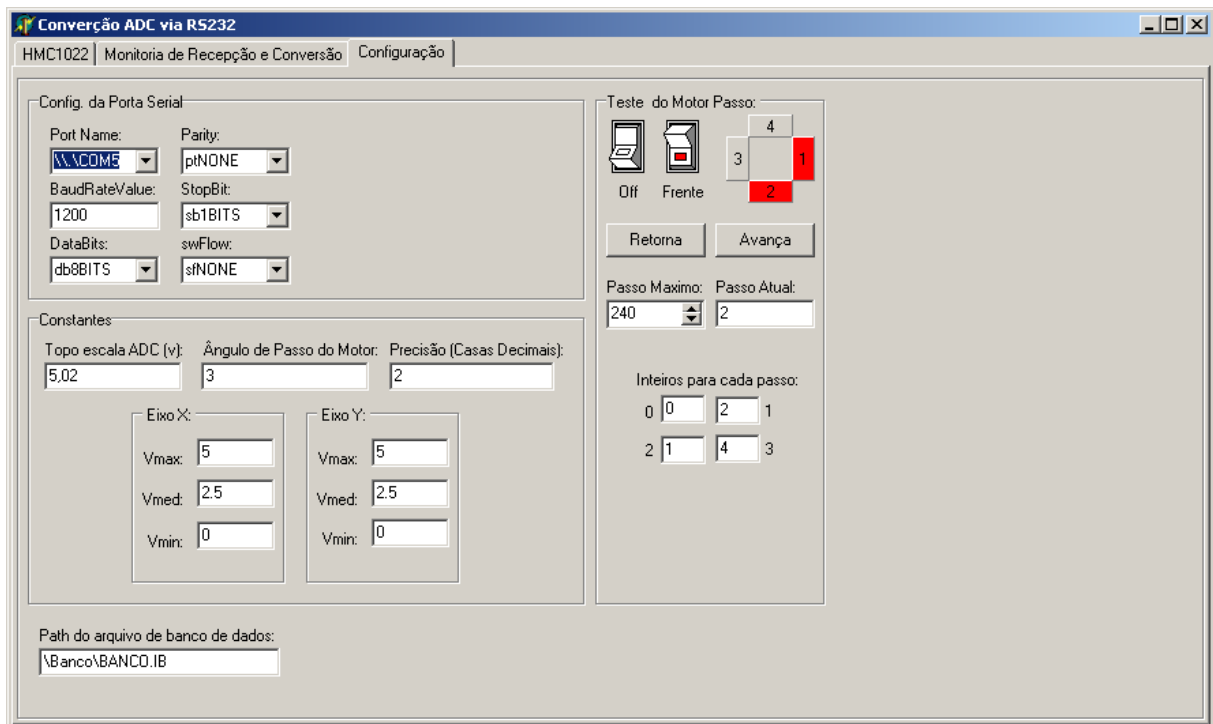 Converção ADC via RS232
HMC1022 Monitoria de Recepção e Conversão Configuração
Config. da Porta Serial
Port Name: Parity:
\\.\COM5 ptNONE
BaudRateValue: StopBit:
1200 sb1BITS
DataBits: swFlow:
db8BITS sfNONE
Constantes
Topo escala ADC (v): Ângulo de Passo do Motor: Precisão (Casas Decimais):
5,02 3 2
Eixo X:
Vmax: 5
Vmed: 2.5
Vmin: 0
Eixo Y:
Vmax: 5
Vmed: 2.5
Vmin: 0
Path do arquivo de banco de dados:
\Banco\BANCO.IB
Teste do Motor Passo:
4
3 1
2
Off Frente
Retorna Avança
Passo Maximo: Passo Atual:
240 2
Inteiros para cada passo:
0 0 2 1
2 1 4 3